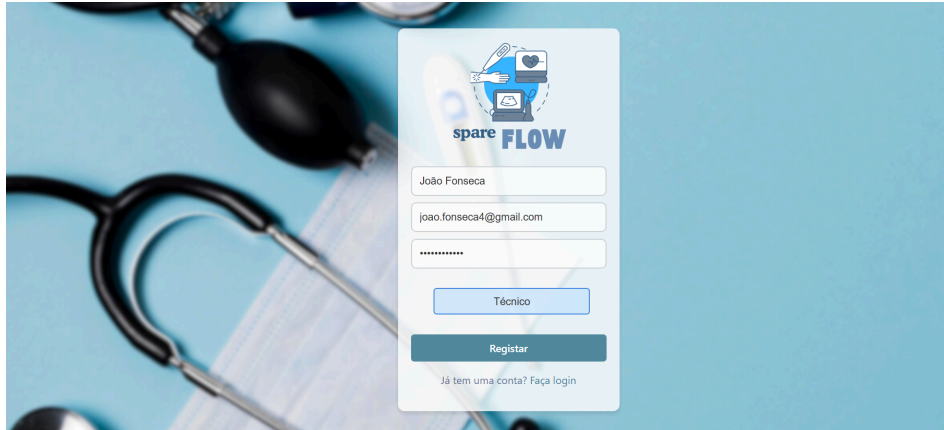 spare FLOW
João Fonseca
joao.fonseca4@gmail.com
••••••••••••
Técnico
Registar
Já tem uma conta? Faça login